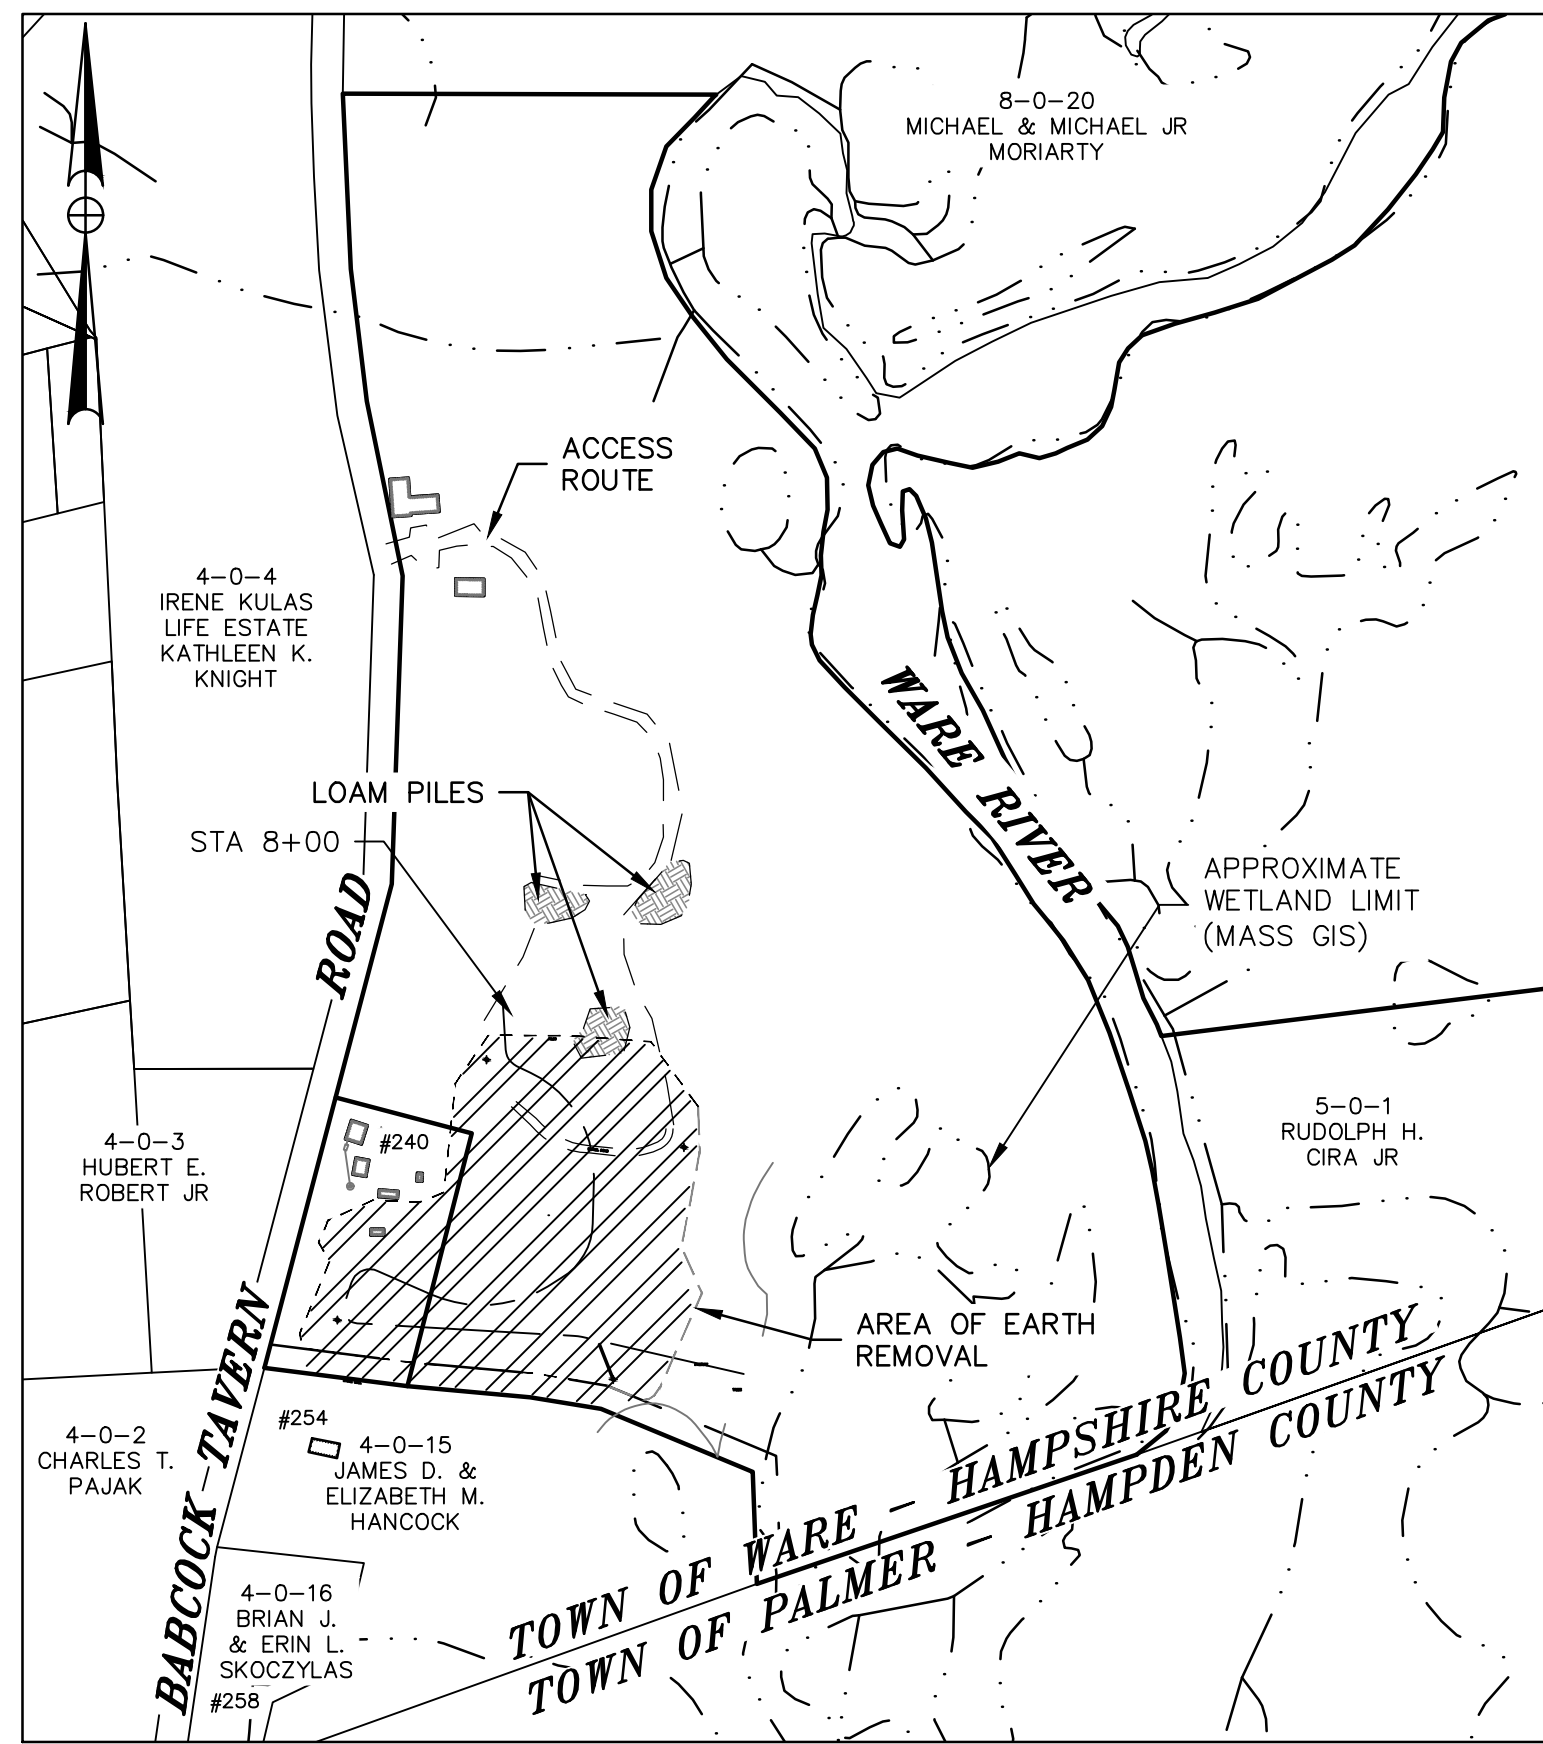 8-0-20
MICHAEL & MICHAEL JR
MORIARTY
ACCESS
ROUTE
4-0-4
IRENE KULAS
LIFE ESTATE
KATHLEEN K.
KNIGHT
WARE RIVER
LOAM PILES
STA 8+00
APPROXIMATE
WETLAND LIMIT
(MASS GIS)
BABCOCK TAVERN ROAD
5-0-1
RUDOLPH H.
CIRA JR
#240
4-0-3
HUBERT E.
ROBERT JR
AREA OF EARTH
REMOVAL
#254
4-0-2
CHARLES T.
PAJAK
4-0-15
JAMES D. &
ELIZABETH M.
HANCOCK
TOWN OF WARE - HAMPSHIRE COUNTY
TOWN OF PALMER - HAMPDEN COUNTY
4-0-16
BRIAN J.
& ERIN L.
SKOCZYLAS
#258